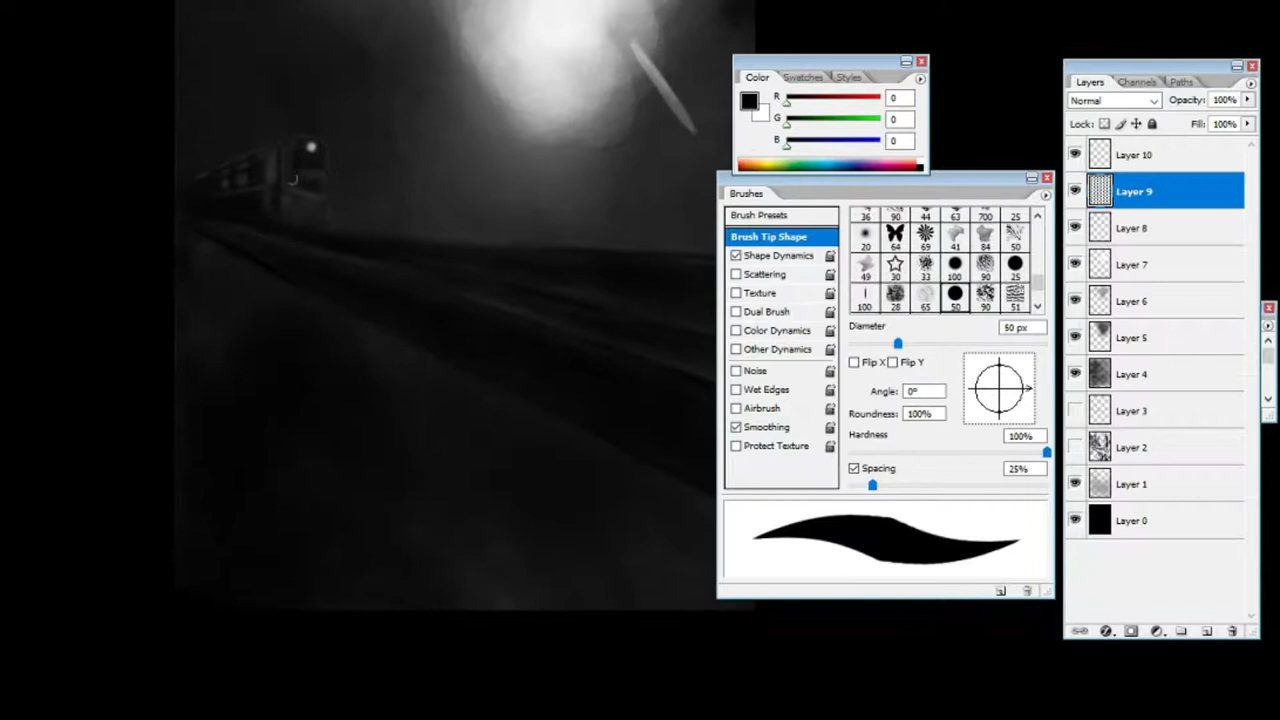 Color Swatches Styles
R 0
G 0
B 0
Brushes
Brush Presets
Brush Tip Shape
Shape Dynamics
Scattering
Texture
Dual Brush
Color Dynamics
Other Dynamics
Noise
Wet Edges
Airbrush
Smoothing
Protect Texture
36 90 44 63 700 25
20 64 69 41 84 50
49 30 33 100 90 25
100 28 65 50 90 51
Diameter 50 px
Flip X Flip Y
Angle: 0°
Roundness: 100%
Hardness 100%
Spacing 25%
Layers Channels Paths
Normal Opacity: 100%
Lock: Fill: 100%
Layer 10
Layer 9
Layer 8
Layer 7
Layer 6
Layer 5
Layer 4
Layer 3
Layer 2
Layer 1
Layer 0